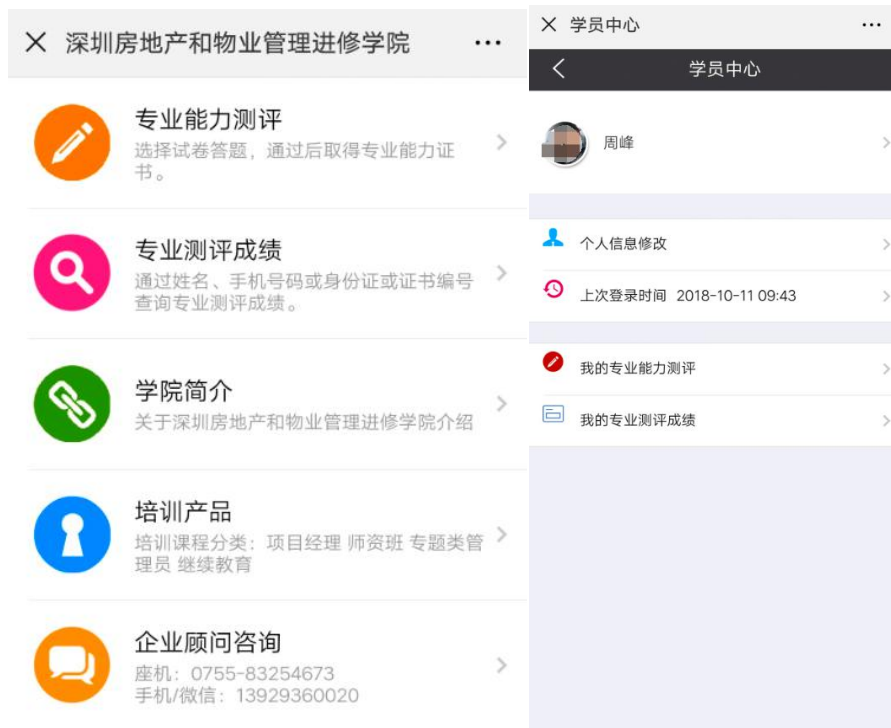 深圳房地产和物业管理进修学院
专业能力测评
选择试卷答题，通过后取得专业能力证
书。
专业测评成绩
通过姓名、手机号码或身份证或证书编号
查询专业测评成绩。
学院简介
关于深圳房地产和物业管理进修学院介绍
培训产品
培训课程分类：项目经理 师资班 专题类管
理员 继续教育
企业顾问咨询
座机：0755-83254673
手机/微信：13929360020
学员中心
学员中心
周峰
个人信息修改
上次登录时间 2018-10-11 09:43
我的专业能力测评
我的专业测评成绩